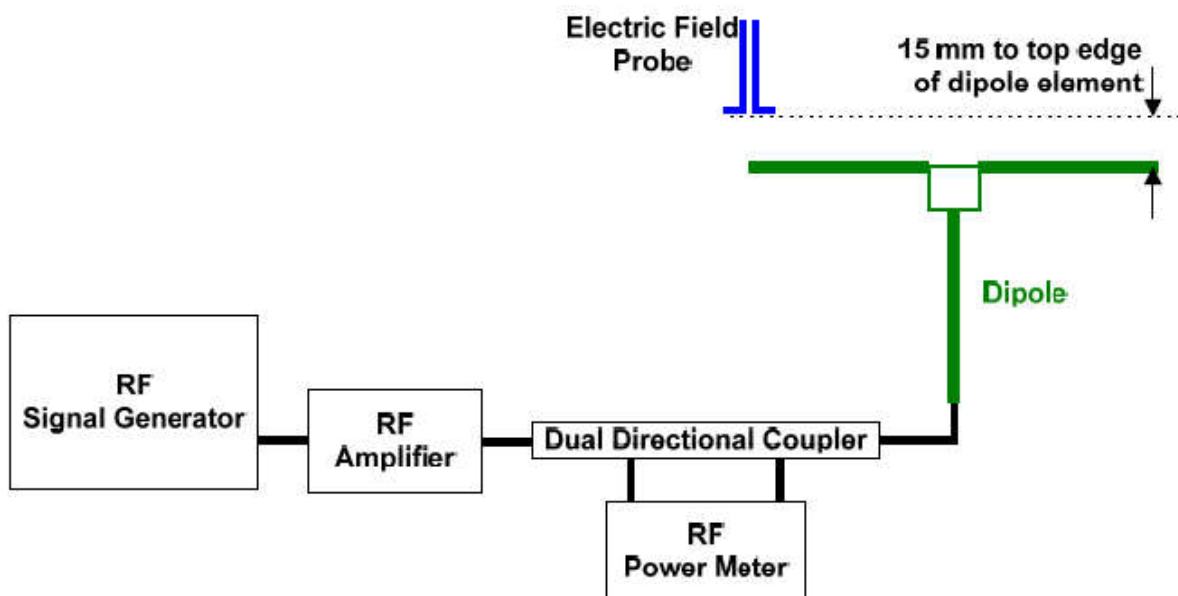 Electric Field
Probe
15 mm to top edge
of dipole element
Dipole
RF
Signal Generator
RF
Amplifier
Dual Directional Coupler
RF
Power Meter